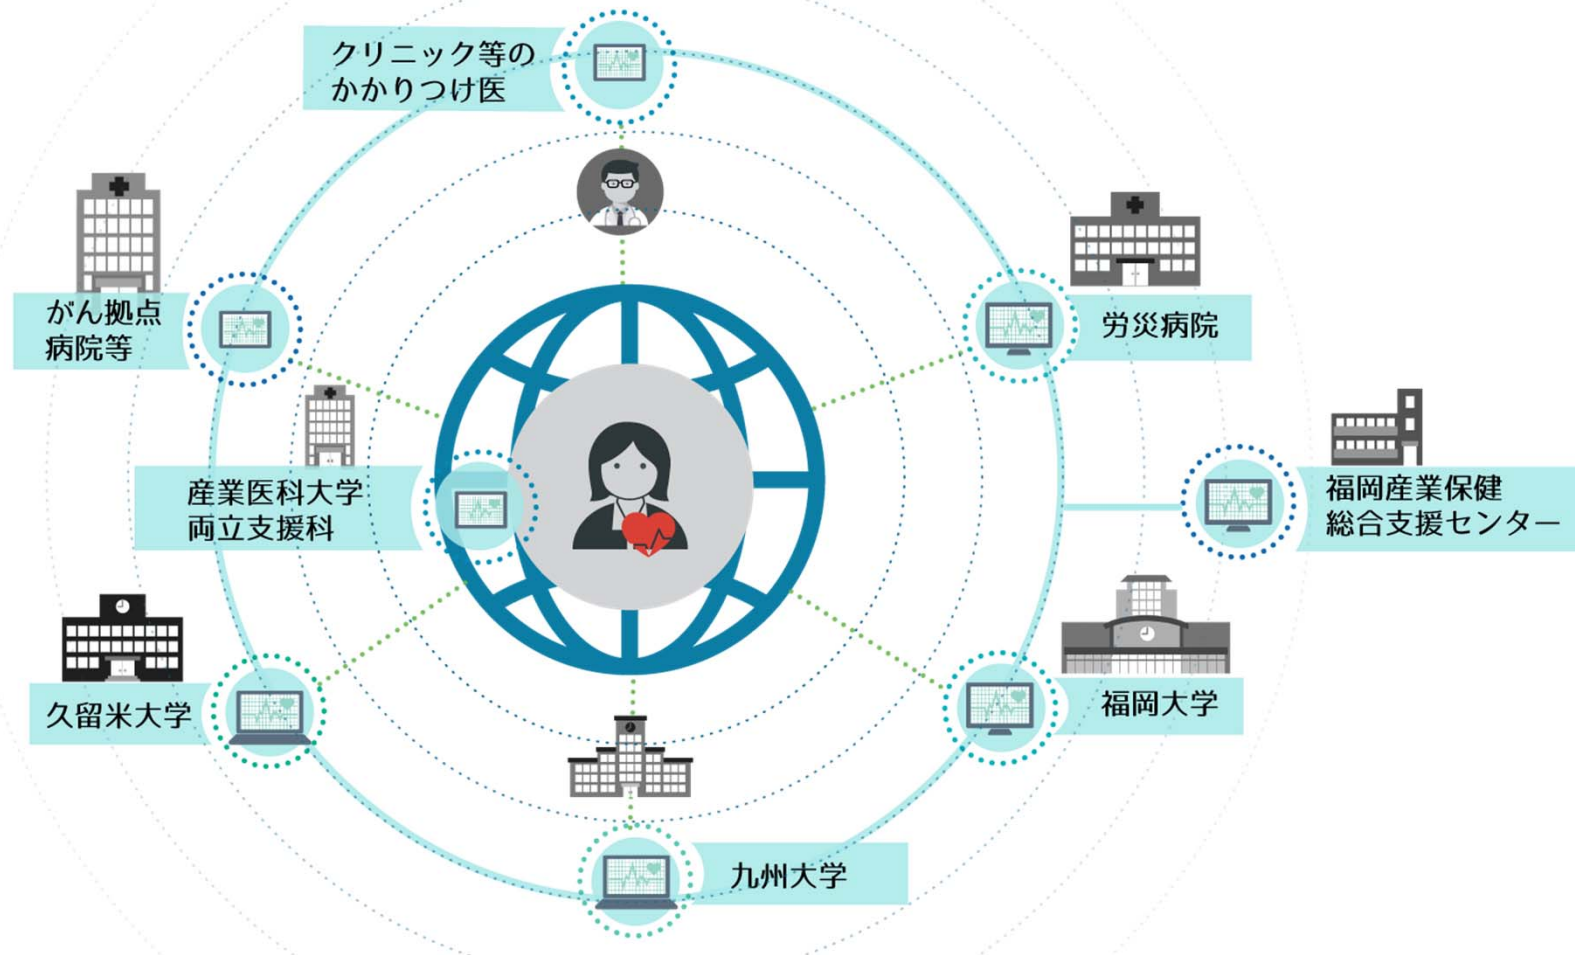 クリニック等の
かかりつけ医
がん拠点
病院等
労災病院
産業医科大学
両立支援科
福岡産業保健
総合支援センター
久留米大学
福岡大学
九州大学